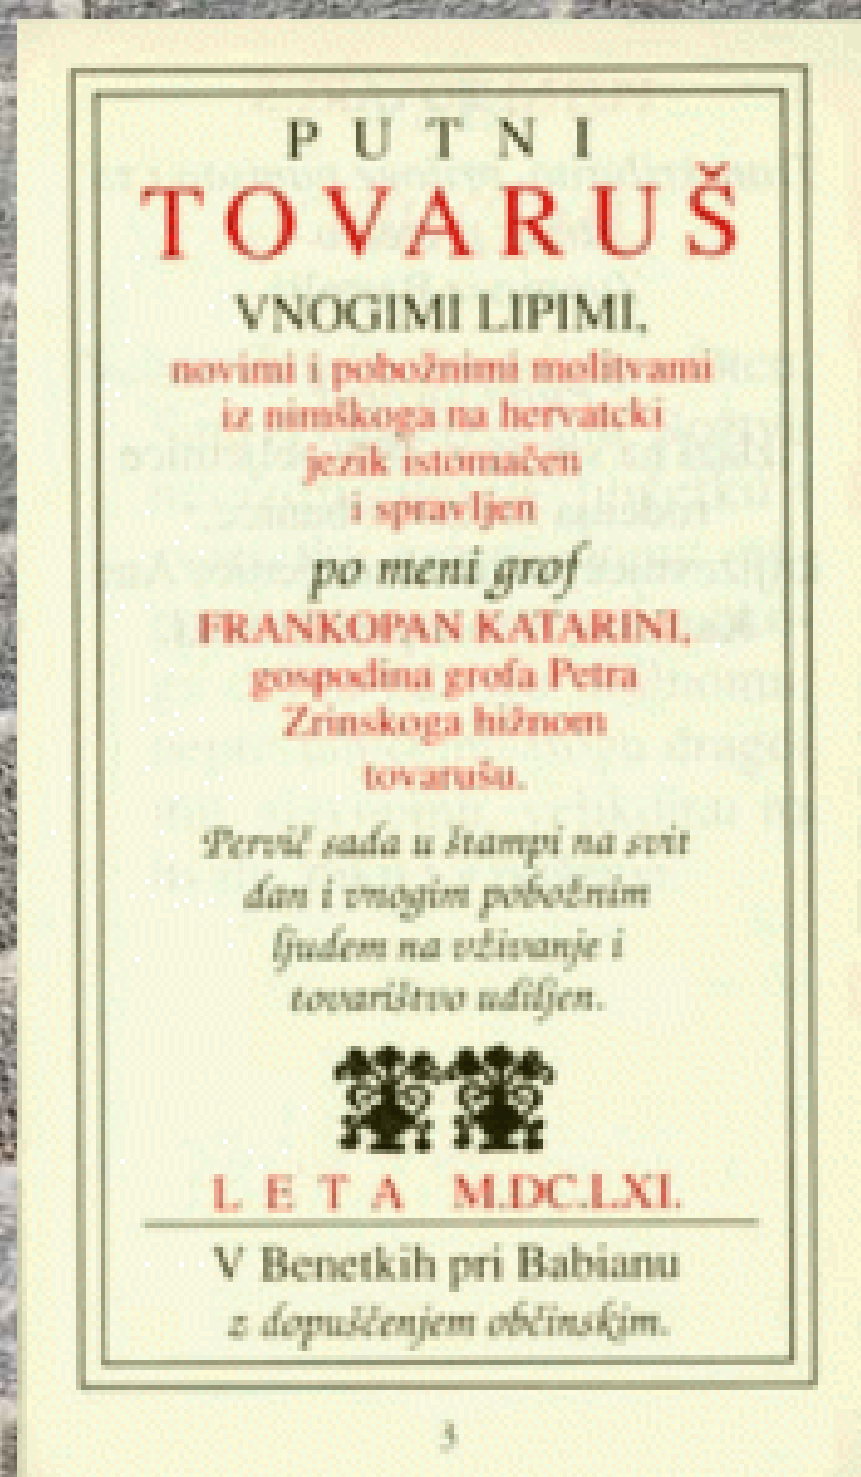 P U T N I
TOVARUŠ
VNOGIMI LIPIMI,
novimi i pobožnimi molitvami
iz nimškoga na hervatcki
jezik istomačen
i spravljen
po meni grof
FRANKOPAN KATARINI,
gospodina grofa Petra
Zrinskoga hižnom
tovarušu.
Pervič sada u štampi na svit
dan i vnogim pobožnim
ljudem na vživanje i
tovarištvo udiljen.
L E T A M.DC.LXI.
V Benetkih pri Babianu
z dopuščenjem občinskim.
3